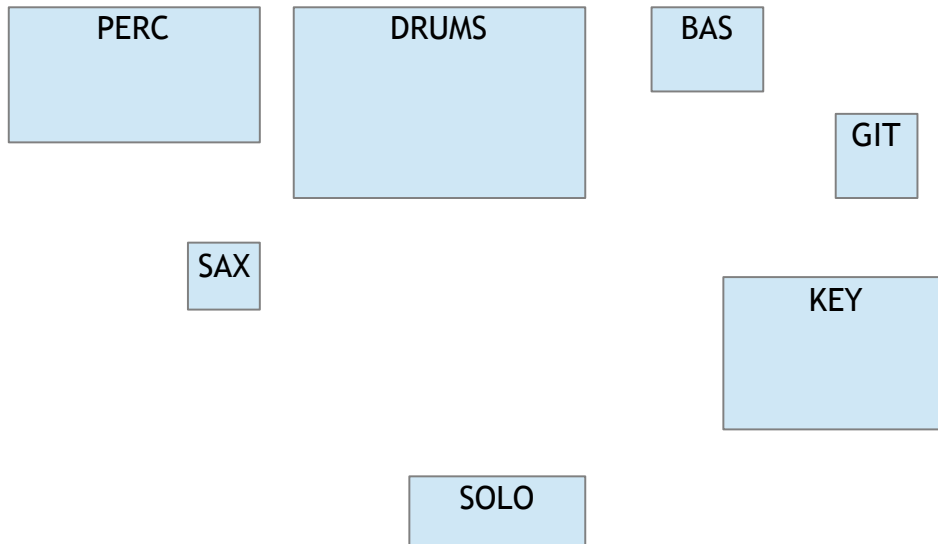 PERC
DRUMS
BAS
GIT
SAX
KEY
SOLO